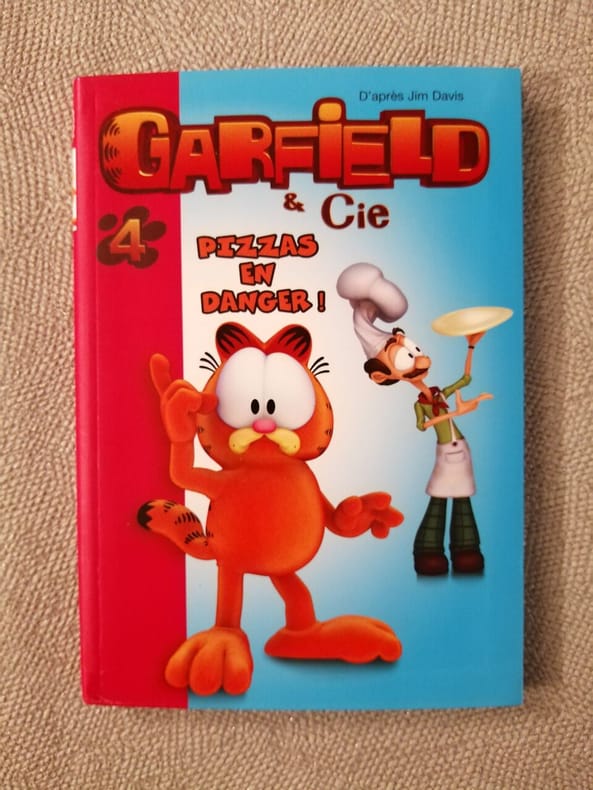 D'après Jim Davis
GARFIELD
& Cie
4
PIZZAS
EN
DANGER !